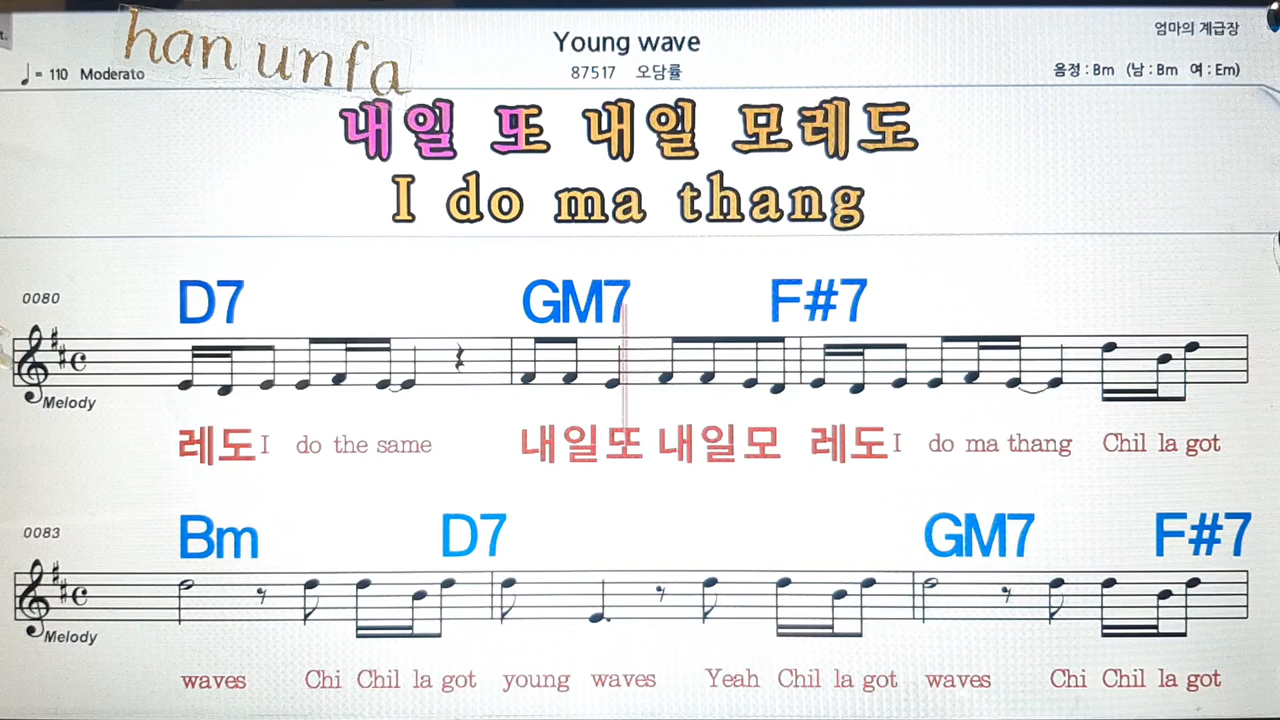 t.
han unfa
Young wave
엄마의 계급장
♩= 110 Moderato
87517 오담률
음정 : Bm (남 : Bm 여 : Em)
내일 또 내일 모레도
I do ma thang
0080
D7 GM7 F#7
Melody
레도 I do the same 내일또 내일모 레도 I do ma thang Chil la got
0083
Bm D7 GM7 F#7
Melody
waves Chi Chil la got young waves Yeah Chil la got waves Chi Chil la got